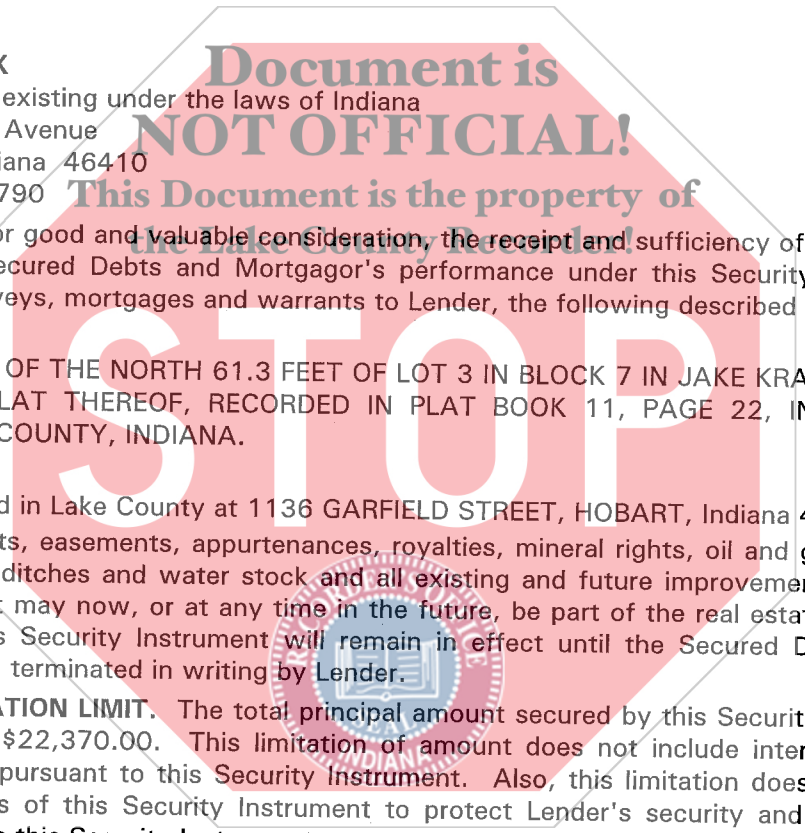 Document is
K
existing under the laws of Indiana
Avenue
NOT OFFICIAL!
iana 46410
790
This Document is the property of
the Lake County Recorder!
or good and valuable consideration, the receipt and sufficiency of
ecured Debts and Mortgagor's performance under this Security
veys, mortgages and warrants to Lender, the following described
OF THE NORTH 61.3 FEET OF LOT 3 IN BLOCK 7 IN JAKE KRA
LAT THEREOF, RECORDED IN PLAT BOOK 11, PAGE 22, IN
COUNTY, INDIANA.
STOP
d in Lake County at 1136 GARFIELD STREET, HOBART, Indiana 4
ts, easements, appurtenances, royalties, mineral rights, oil and g
ditches and water stock and all existing and future improvemen
t may now, or at any time in the future, be part of the real estat
s Security Instrument will remain in effect until the Secured D
terminated in writing by Lender.
RECORDER'S OFFICE
SEAL
INDIANA
ATION LIMIT. The total principal amount secured by this Securit
$22,370.00. This limitation of amount does not include inter
pursuant to this Security Instrument. Also, this limitation does
s of this Security Instrument to protect Lender's security and